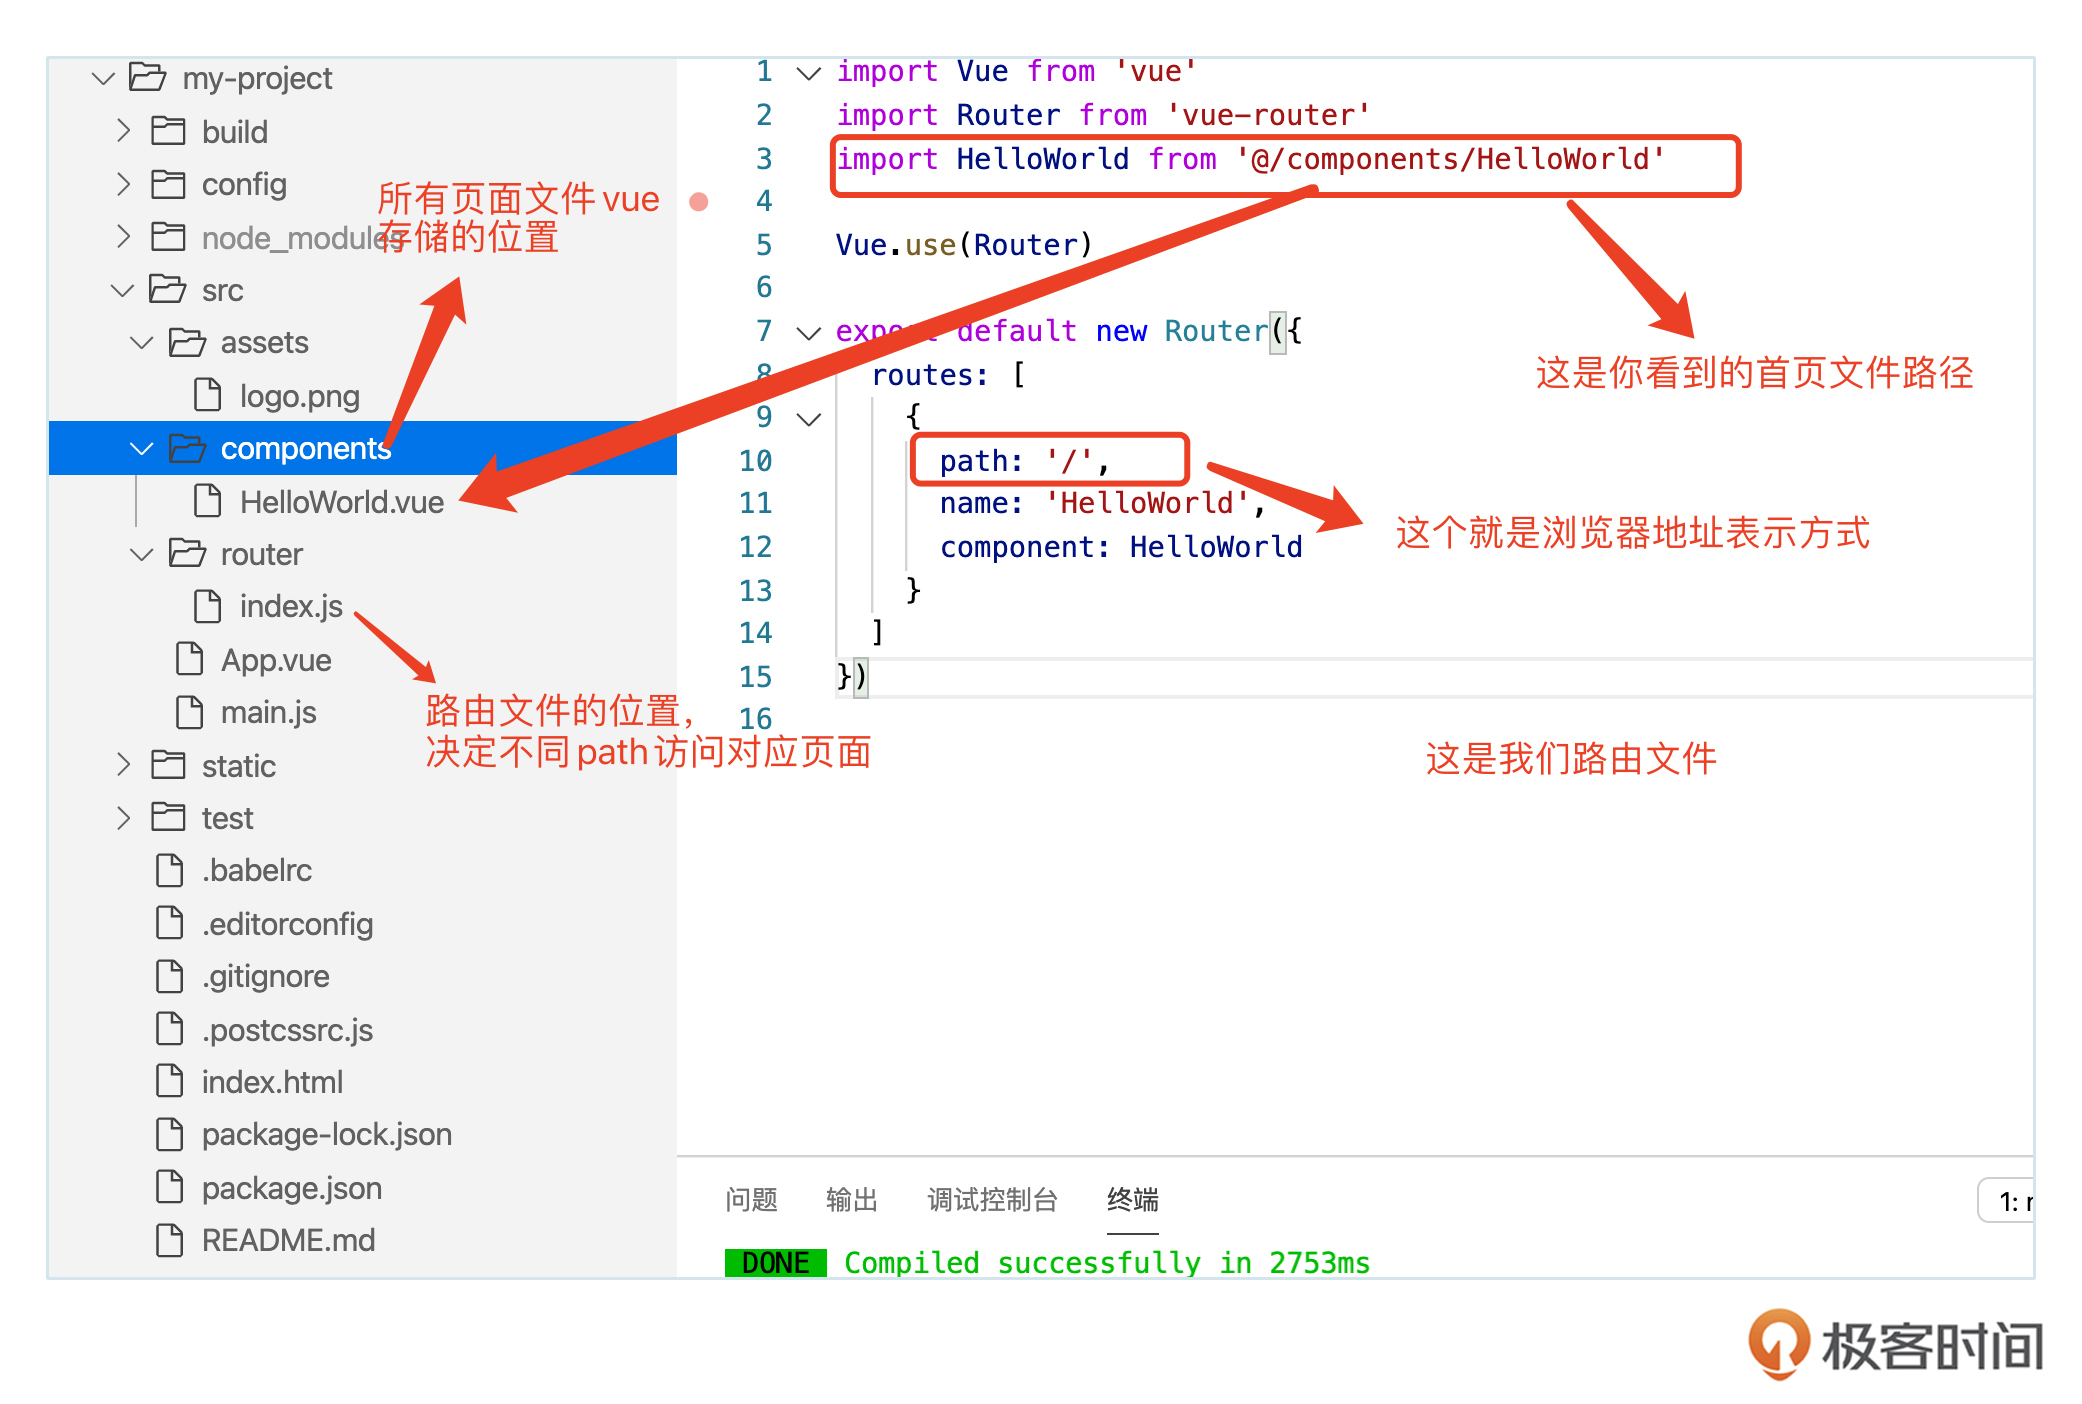 my-project
build
config
node_modules
src
assets
logo.png
components
HelloWorld.vue
router
index.js
App.vue
main.js
static
test
.babelrc
.editorconfig
.gitignore
.postcssrc.js
index.html
package-lock.json
package.json
README.md
所有页面文件vue
存储的位置
路由文件的位置，
决定不同path访问对应页面
1 import Vue from 'vue'
2 import Router from 'vue-router'
3 import HelloWorld from '@/components/HelloWorld'
4
5 Vue.use(Router)
6
7 export default new Router({
8 routes: [
9 {
10 path: '/',
11 name: 'HelloWorld',
12 component: HelloWorld
13 }
14 ]
15 })
16
这是你看到的首页文件路径
这个就是浏览器地址表示方式
这是我们路由文件
问题 输出 调试控制台 终端
1:
DONE Compiled successfully in 2753ms
极客时间